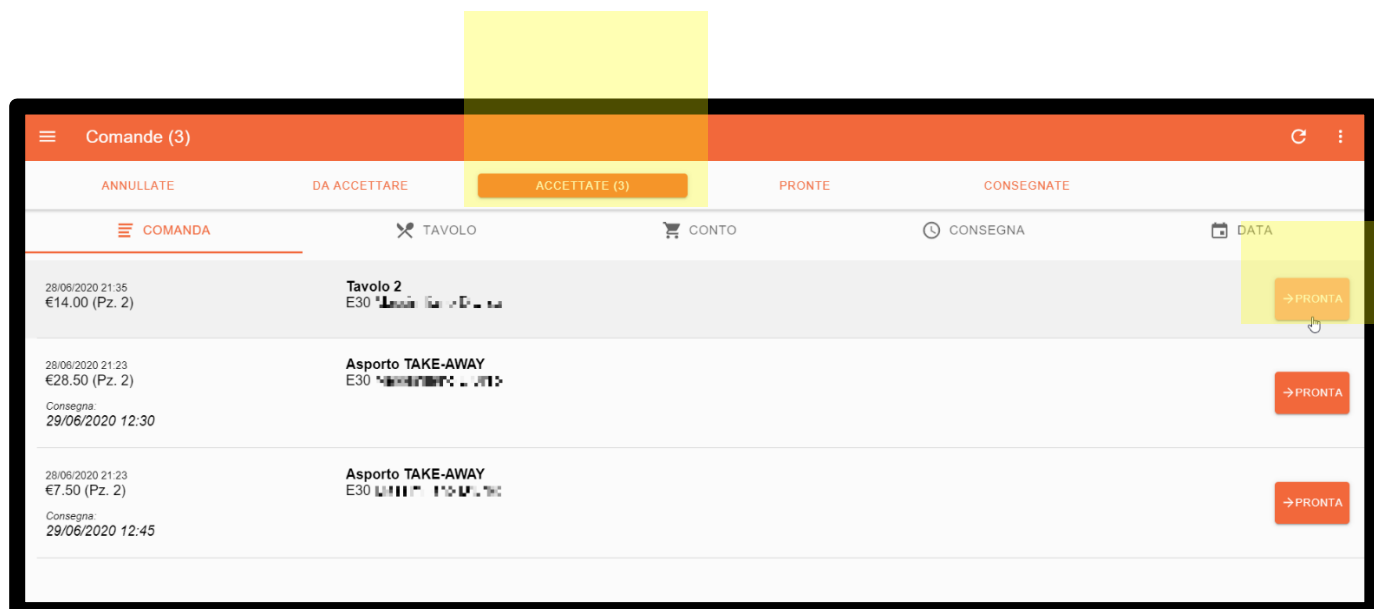 Comande (3)
ANNULLATE DA ACCETTARE ACCETTATE (3) PRONTE CONSEGNATE
COMANDA TAVOLO CONTO CONSEGNA DATA
28/06/2020 21:35
€14.00 (Pz. 2)
Tavolo 2
E30
→PRONTA
28/06/2020 21:23
€28.50 (Pz. 2)
Consegna:
29/06/2020 12:30
Asporto TAKE-AWAY
E30
→PRONTA
28/06/2020 21:23
€7.50 (Pz. 2)
Consegna:
29/06/2020 12:45
Asporto TAKE-AWAY
E30
→PRONTA